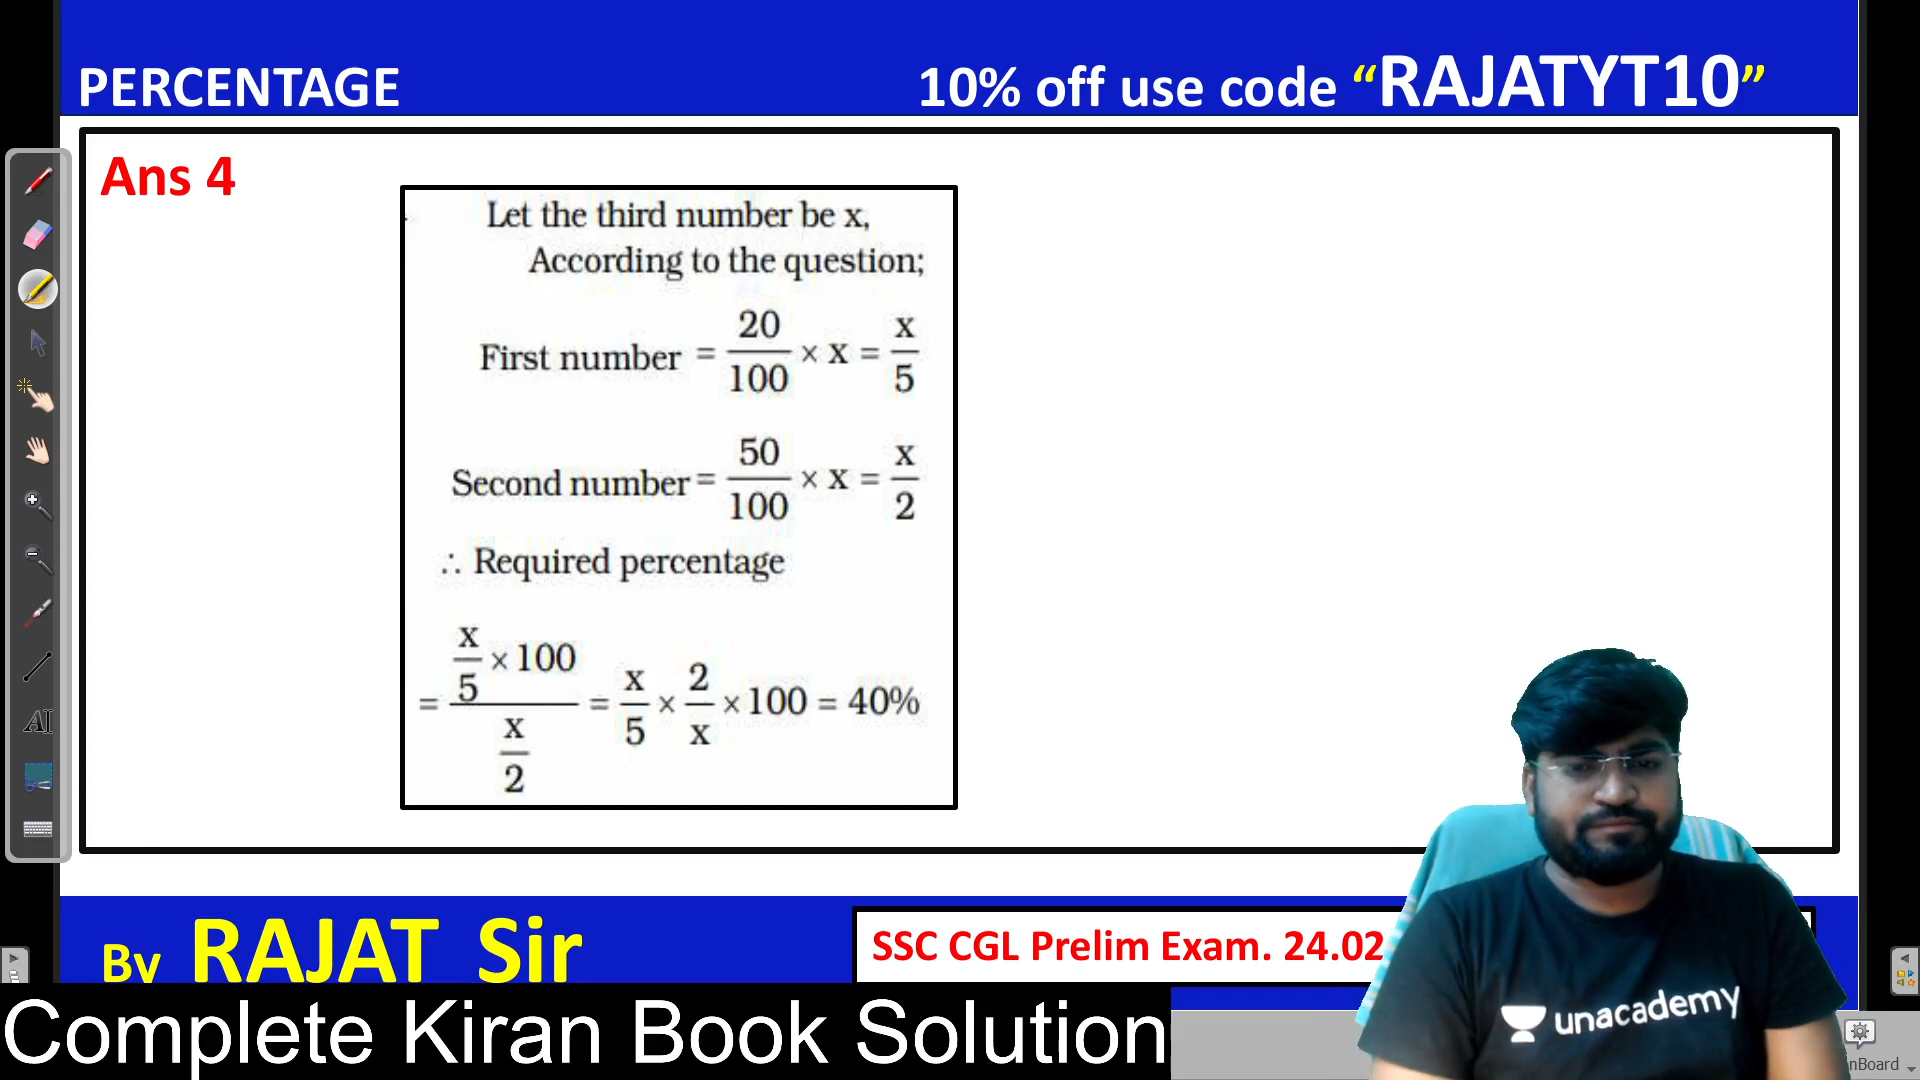 PERCENTAGE
10% off use code “RAJATYT10”
Ans 4
Let the third number be x,
According to the question;
First number = 20/100 × x = x/5
Second number = 50/100 × x = x/2
∴ Required percentage
= (x/5 × 100)/(x/2) = x/5 × 2/x × 100 = 40%
By RAJAT Sir
SSC CGL Prelim Exam. 24.02
Complete Kiran Book Solution
unacademy
AI
nBoard